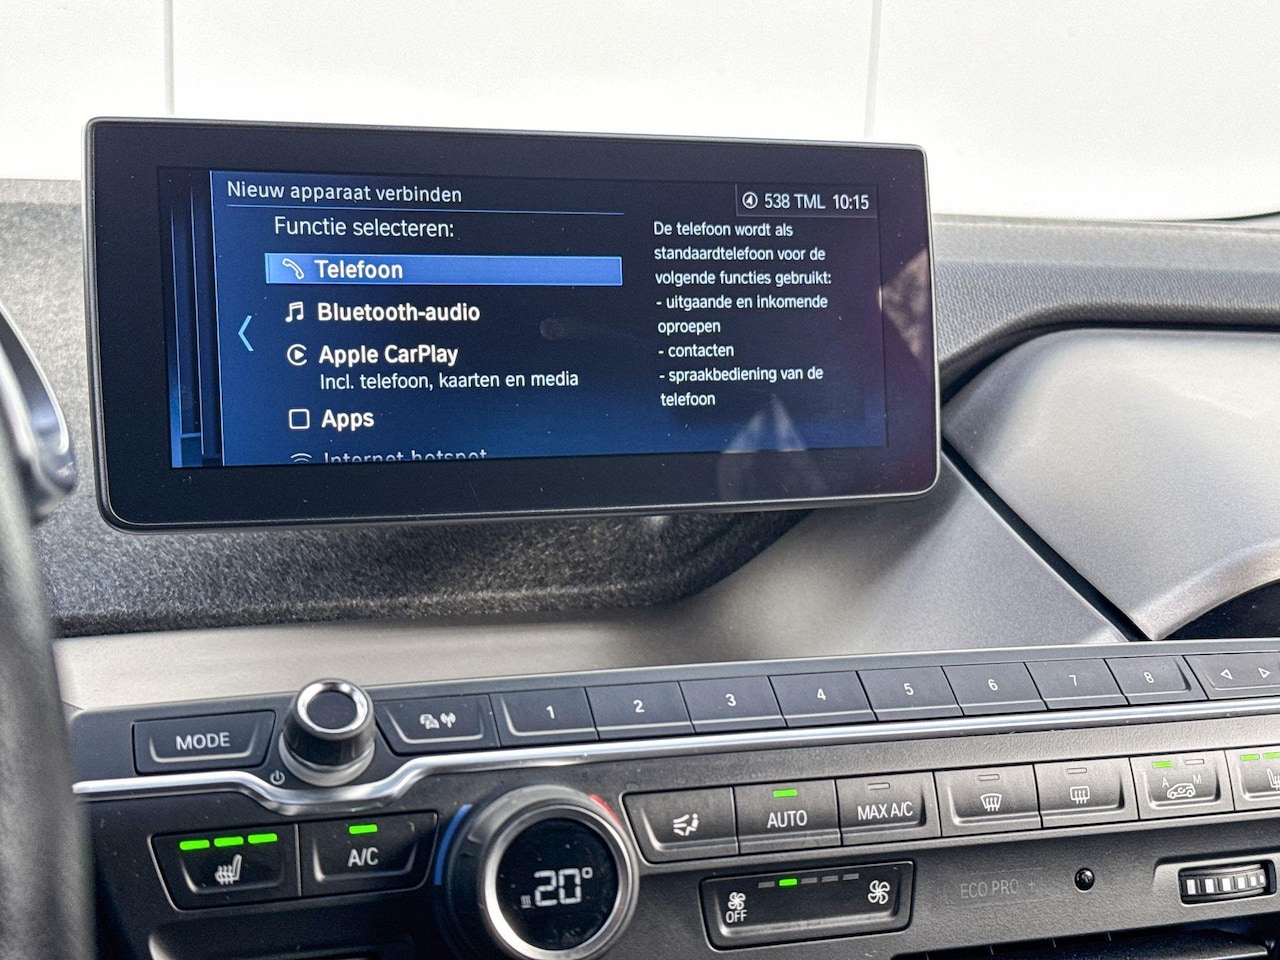 Nieuw apparaat verbinden
538 TML 10:15
Functie selecteren:
Telefoon
Bluetooth-audio
Apple CarPlay
Incl. telefoon, kaarten en media
Apps
Internet hotspot
De telefoon wordt als
standaardtelefoon voor de
volgende functies gebruikt:
- uitgaande en inkomende
oproepen
- contacten
- spraakbediening van de
telefoon
MODE
1 2 3 4 5 6 7 8
A/C
20°
AUTO
MAX A/C
A M
OFF
ECO PRO +